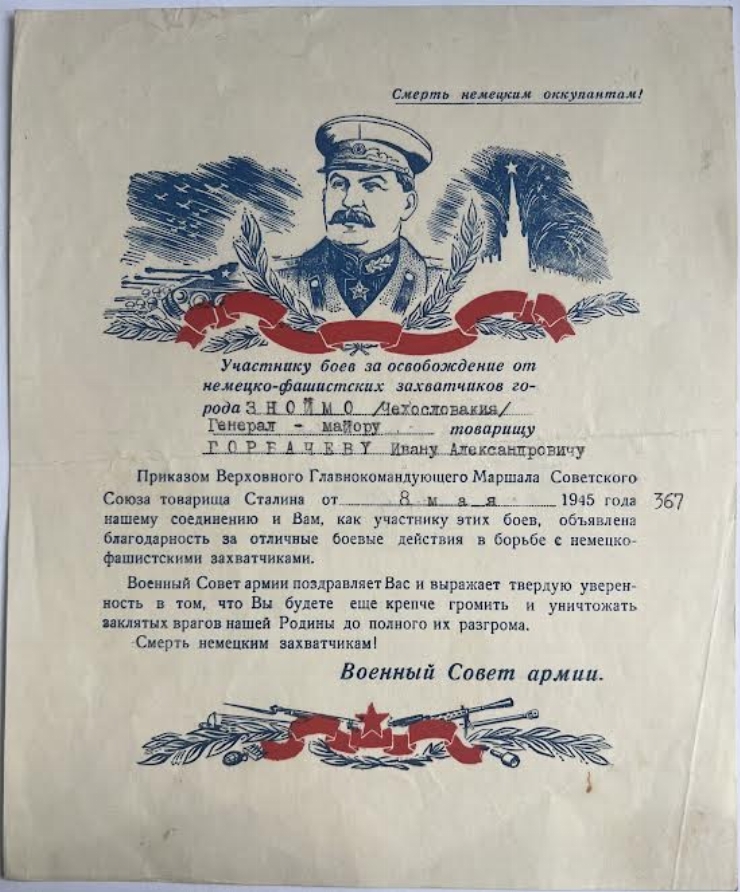 Смерть немецким оккупантам!
Участнику боев за освобождение от
немецко-фашистских захватчиков го-
рода ЗНОЙМО /Чехословакия/
Генерал - майору товарищу
ГОРБАЧЕВУ Ивану Александровичу
Приказом Верховного Главнокомандующего Маршала Советского
Союза товарища Сталина от 8 мая 1945 года 367
нашему соединению и Вам, как участнику этих боев, объявлена
благодарность за отличные боевые действия в борьбе с немецко-
фашистскими захватчиками.
Военный Совет армии поздравляет Вас и выражает твердую уверен-
ность в том, что Вы будете еще крепче громить и уничтожать
заклятых врагов нашей Родины до полного их разгрома.
Смерть немецким захватчикам!
Военный Совет армии.